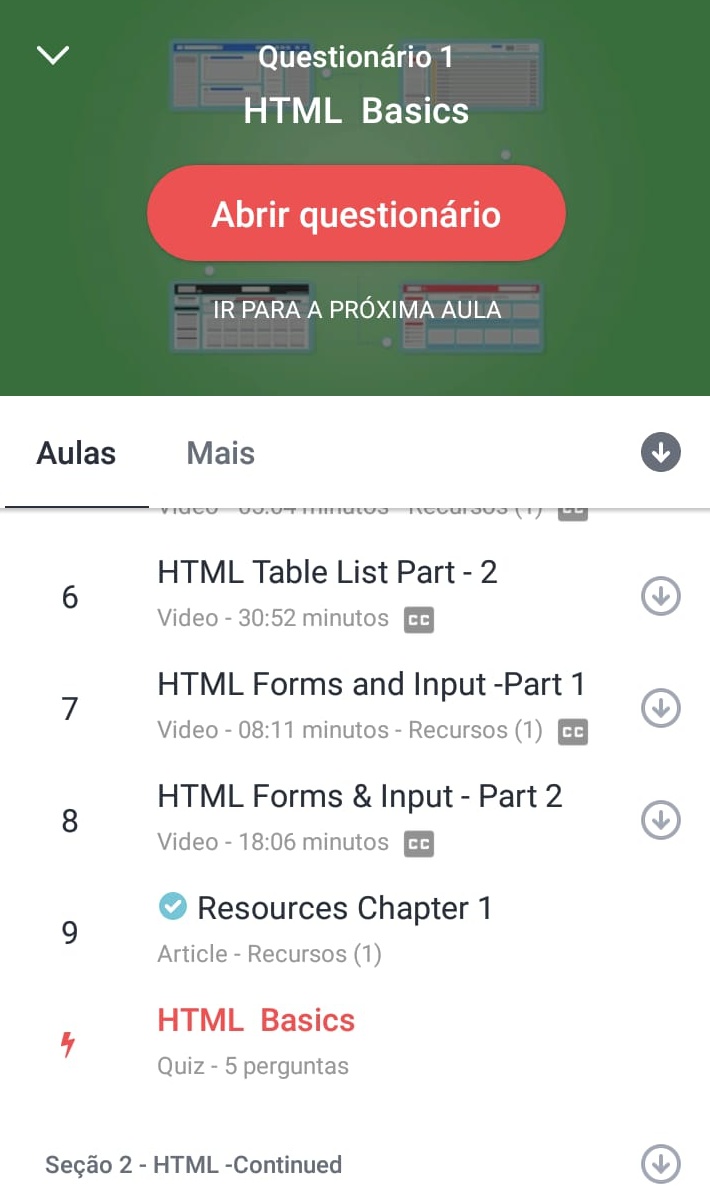 Questionário 1
HTML  Basics
Abrir questionário
IR PARA A PRÓXIMA AULA
Aulas Mais
6
HTML Table List Part - 2
Video - 30:52 minutos CC
7
HTML Forms and Input -Part 1
Video - 08:11 minutos - Recursos (1) CC
8
HTML Forms & Input - Part 2
Video - 18:06 minutos CC
9
Resources Chapter 1
Article - Recursos (1)
HTML  Basics
Quiz - 5 perguntas
Seção 2 - HTML -Continued